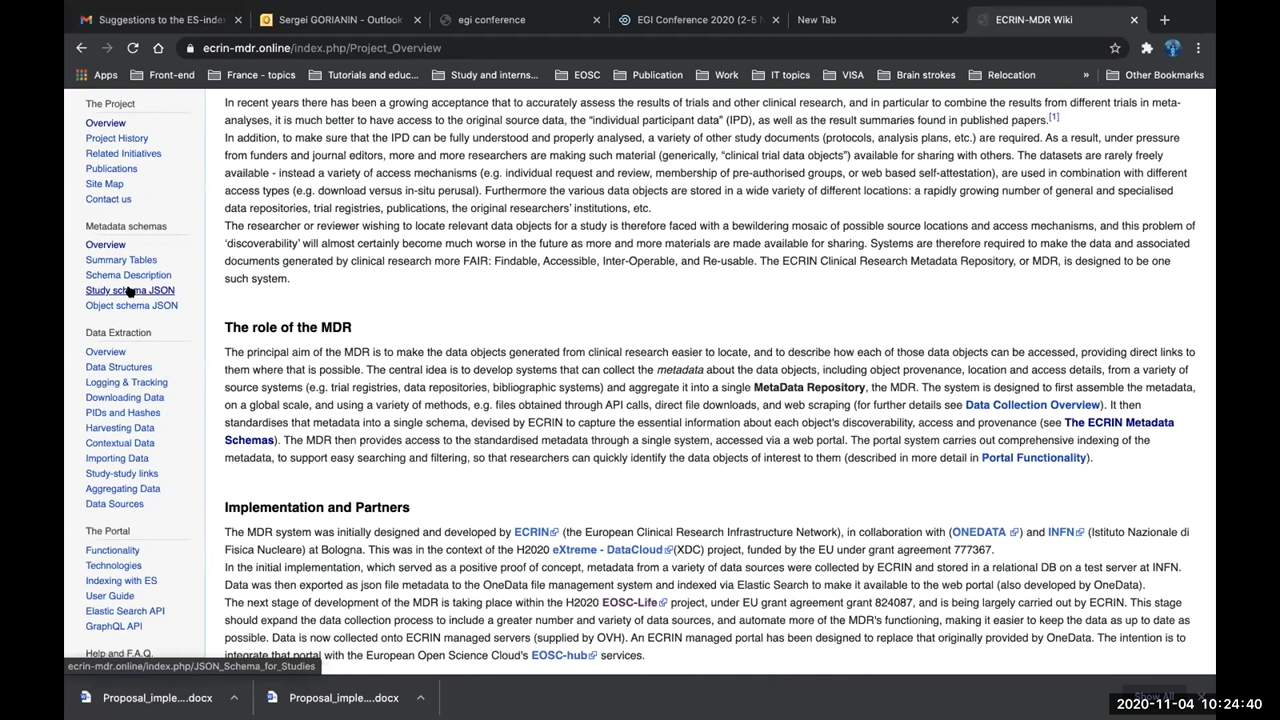 Suggestions to the ES-index
Sergei GORIANIN - Outlook
egi conference
EGI Conference 2020 (2-5 N
New Tab
ECRIN-MDR Wiki
ecrin-mdr.online/index.php/Project_Overview
Apps
Front-end
France - topics
Tutorials and educ...
Study and interns...
EOSC
Publication
Work
IT topics
VISA
Brain strokes
Relocation
»
Other Bookmarks
The Project
Overview
Project History
Related Initiatives
Publications
Site Map
Contact us
Metadata schemas
Overview
Summary Tables
Schema Description
Study schema JSON
Object schema JSON
Data Extraction
Overview
Data Structures
Logging & Tracking
Downloading Data
PIDs and Hashes
Harvesting Data
Contextual Data
Importing Data
Study-study links
Aggregating Data
Data Sources
The Portal
Functionality
Technologies
Indexing with ES
User Guide
Elastic Search API
GraphQL API
Help and F.A.Q.
In recent years there has been a growing acceptance that to accurately assess the results of trials and other clinical research, and in particular to combine the results from different trials in meta-
analyses, it is much better to have access to the original source data, the “individual participant data” (IPD), as well as the result summaries found in published papers.[1]
In addition, to make sure that the IPD can be fully understood and properly analysed, a variety of other study documents (protocols, analysis plans, etc.) are required. As a result, under pressure
from funders and journal editors, more and more researchers are making such material (generically, “clinical trial data objects”) available for sharing with others. The datasets are rarely freely
available - instead a variety of access mechanisms (e.g. individual request and review, membership of pre-authorised groups, or web based self-attestation), are used in combination with different
access types (e.g. download versus in-situ perusal). Furthermore the various data objects are stored in a wide variety of different locations: a rapidly growing number of general and specialised
data repositories, trial registries, publications, the original researchers’ institutions, etc.
The researcher or reviewer wishing to locate relevant data objects for a study is therefore faced with a bewildering mosaic of possible source locations and access mechanisms, and this problem of
‘discoverability’ will almost certainly become much worse in the future as more and more materials are made available for sharing. Systems are therefore required to make the data and associated
documents generated by clinical research more FAIR: Findable, Accessible, Inter-Operable, and Re-usable. The ECRIN Clinical Research Metadata Repository, or MDR, is designed to be one
such system.
The role of the MDR
The principal aim of the MDR is to make the data objects generated from clinical research easier to locate, and to describe how each of those data objects can be accessed, providing direct links to
them where that is possible. The central idea is to develop systems that can collect the metadata about the data objects, including object provenance, location and access details, from a variety of
source systems (e.g. trial registries, data repositories, bibliographic systems) and aggregate it into a single MetaData Repository, the MDR. The system is designed to first assemble the metadata,
on a global scale, and using a variety of methods, e.g. files obtained through API calls, direct file downloads, and web scraping (for further details see Data Collection Overview). It then
standardises that metadata into a single schema, devised by ECRIN to capture the essential information about each object's discoverability, access and provenance (see The ECRIN Metadata
Schemas). The MDR then provides access to the standardised metadata through a single system, accessed via a web portal. The portal system carries out comprehensive indexing of the
metadata, to support easy searching and filtering, so that researchers can quickly identify the data objects of interest to them (described in more detail in Portal Functionality).
Implementation and Partners
The MDR system was initially designed and developed by ECRIN (the European Clinical Research Infrastructure Network), in collaboration with (ONEDATA ) and INFN (Istituto Nazionale di
Fisica Nucleare) at Bologna. This was in the context of the H2020 eXtreme - DataCloud(XDC) project, funded by the EU under grant agreement 777367.
In the initial implementation, which served as a positive proof of concept, metadata from a variety of data sources were collected by ECRIN and stored in a relational DB on a test server at INFN.
Data was then exported as json file metadata to the OneData file management system and indexed via Elastic Search to make it available to the web portal (also developed by OneData).
The next stage of development of the MDR is taking place within the H2020 EOSC-Life project, under EU grant agreement grant 824087, and is being largely carried out by ECRIN. This stage
should expand the data collection process to include a greater number and variety of data sources, and automate more of the MDR's functioning, making it easier to keep the data as up to date as
possible. Data is now collected onto ECRIN managed servers (supplied by OVH). An ECRIN managed portal has been designed to replace that originally provided by OneData. The intention is to
integrate that portal with the European Open Science Cloud's EOSC-hub services.
ecrin-mdr.online/index.php/JSON_Schema_for_Studies
Proposal_imple....docx
Proposal_imple....docx
Show All
2020-11-04 10:24:40